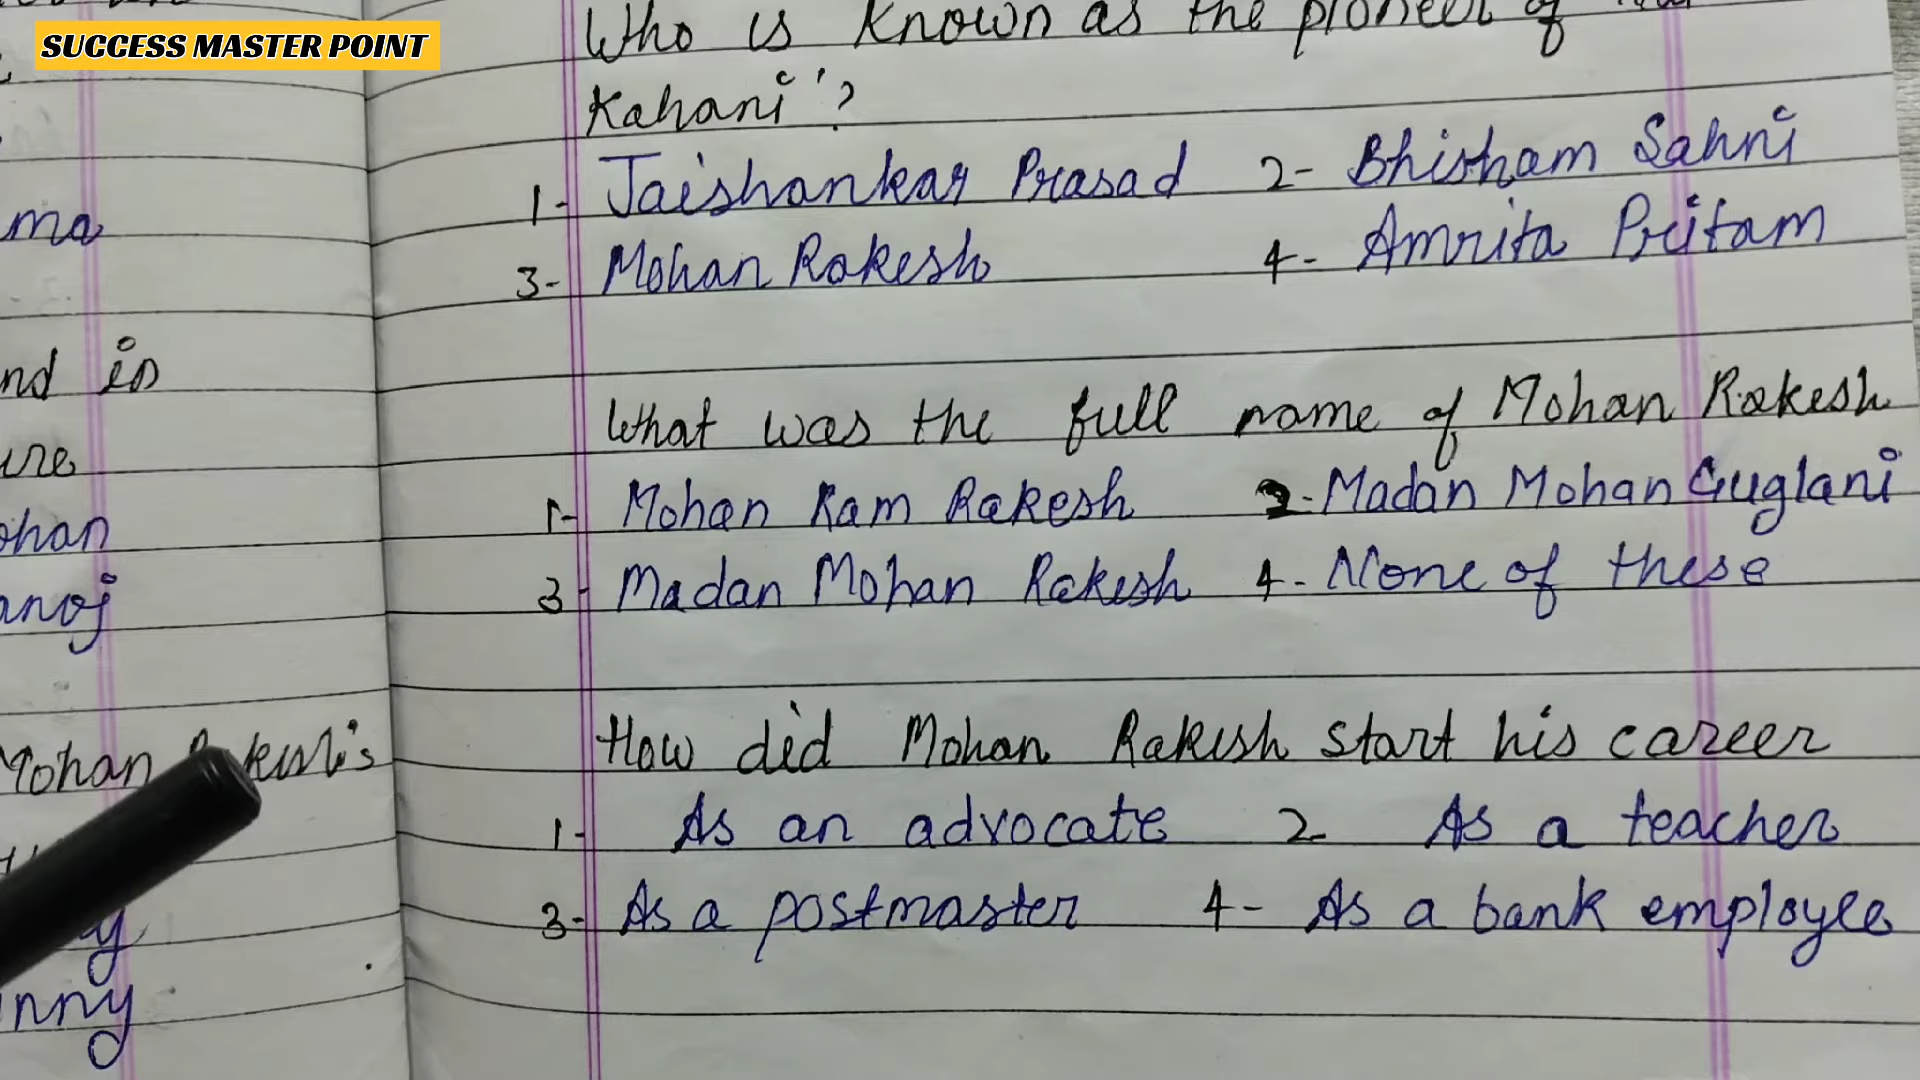 SUCCESS MASTER POINT
ma
nd is
ure
ohan
anoj
Mohan
nny
Who is known as the pioneer of
Kahani'?
1- Jaishankar Prasad 2- Bhisham Sahni
3- Mohan Rakesh 4- Amrita Pritam
What was the full name of Mohan Rakesh
1- Mohan Ram Rakesh 2- Madan Mohan Guglani
3- Madan Mohan Rakesh 4- None of these
How did Mohan Rakesh start his career
1- As an advocate 2- As a teacher
3- As a postmaster 4- As a bank employee